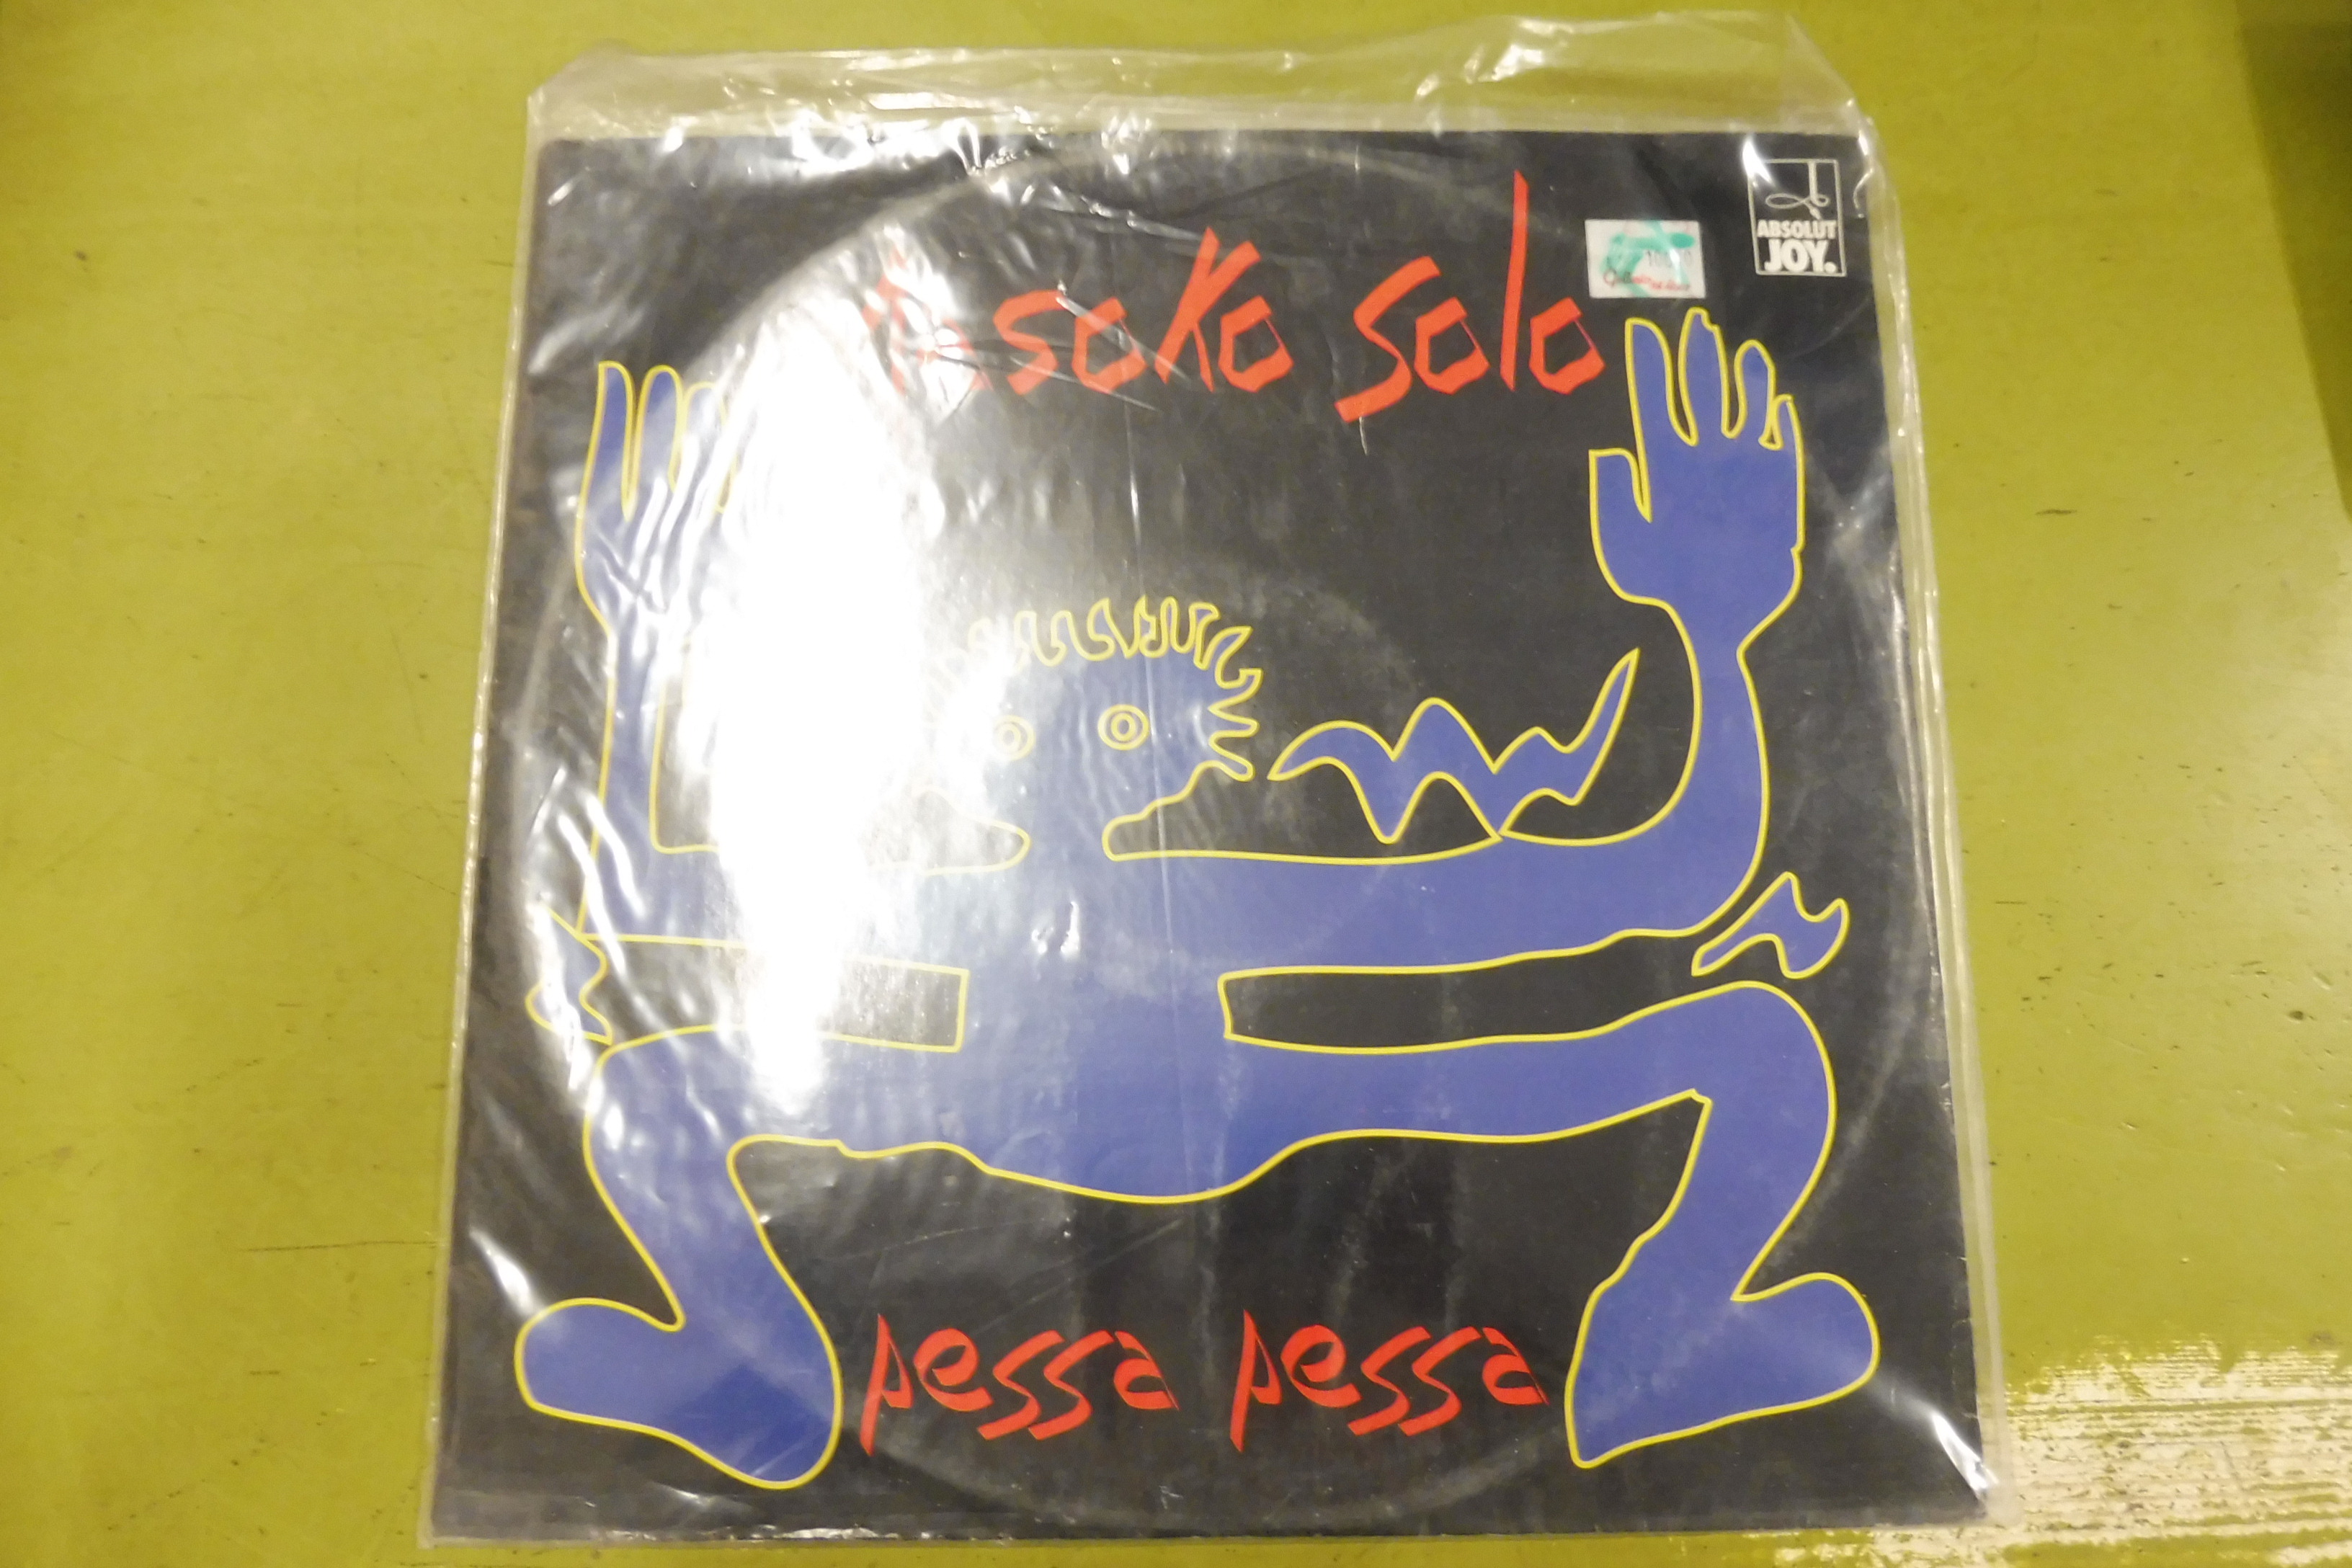 soko solo
ABSOLUT
JOY.
pessa pessa